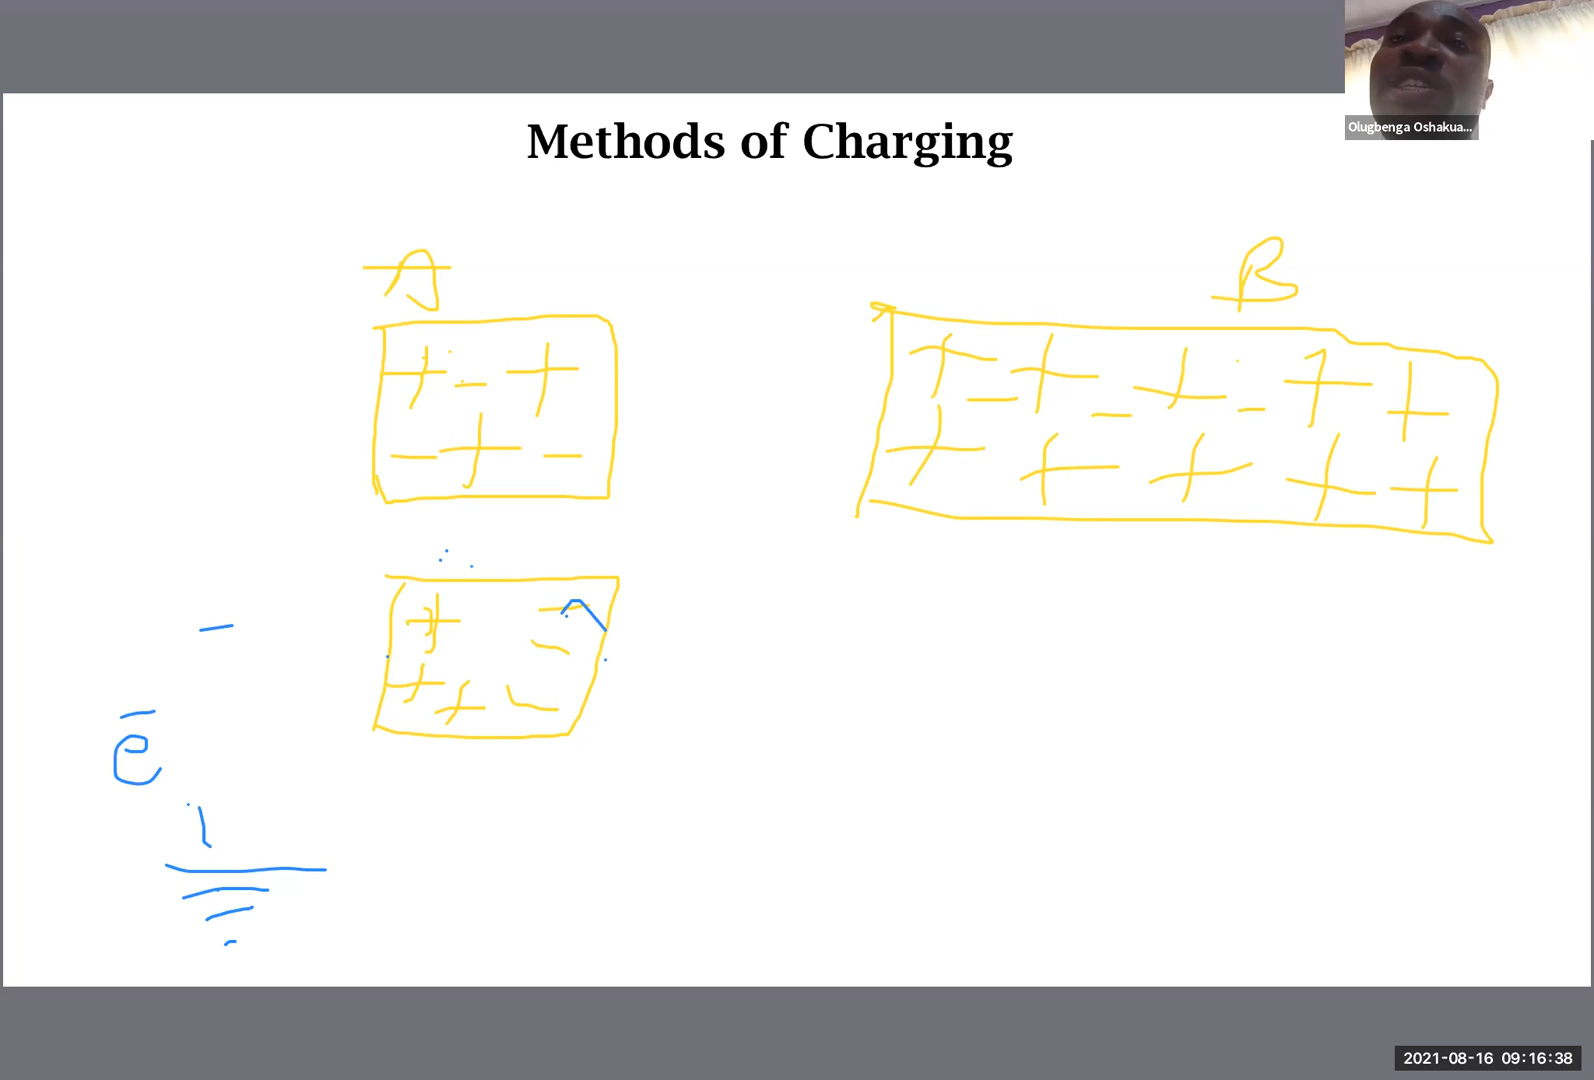 Olugbenga Oshakua...
Methods of Charging
A
B
+ - +
- + -
+ - + - + - + +
+ + + + +
+ -
-
+ + -
-
e
2021-08-16 09:16:38